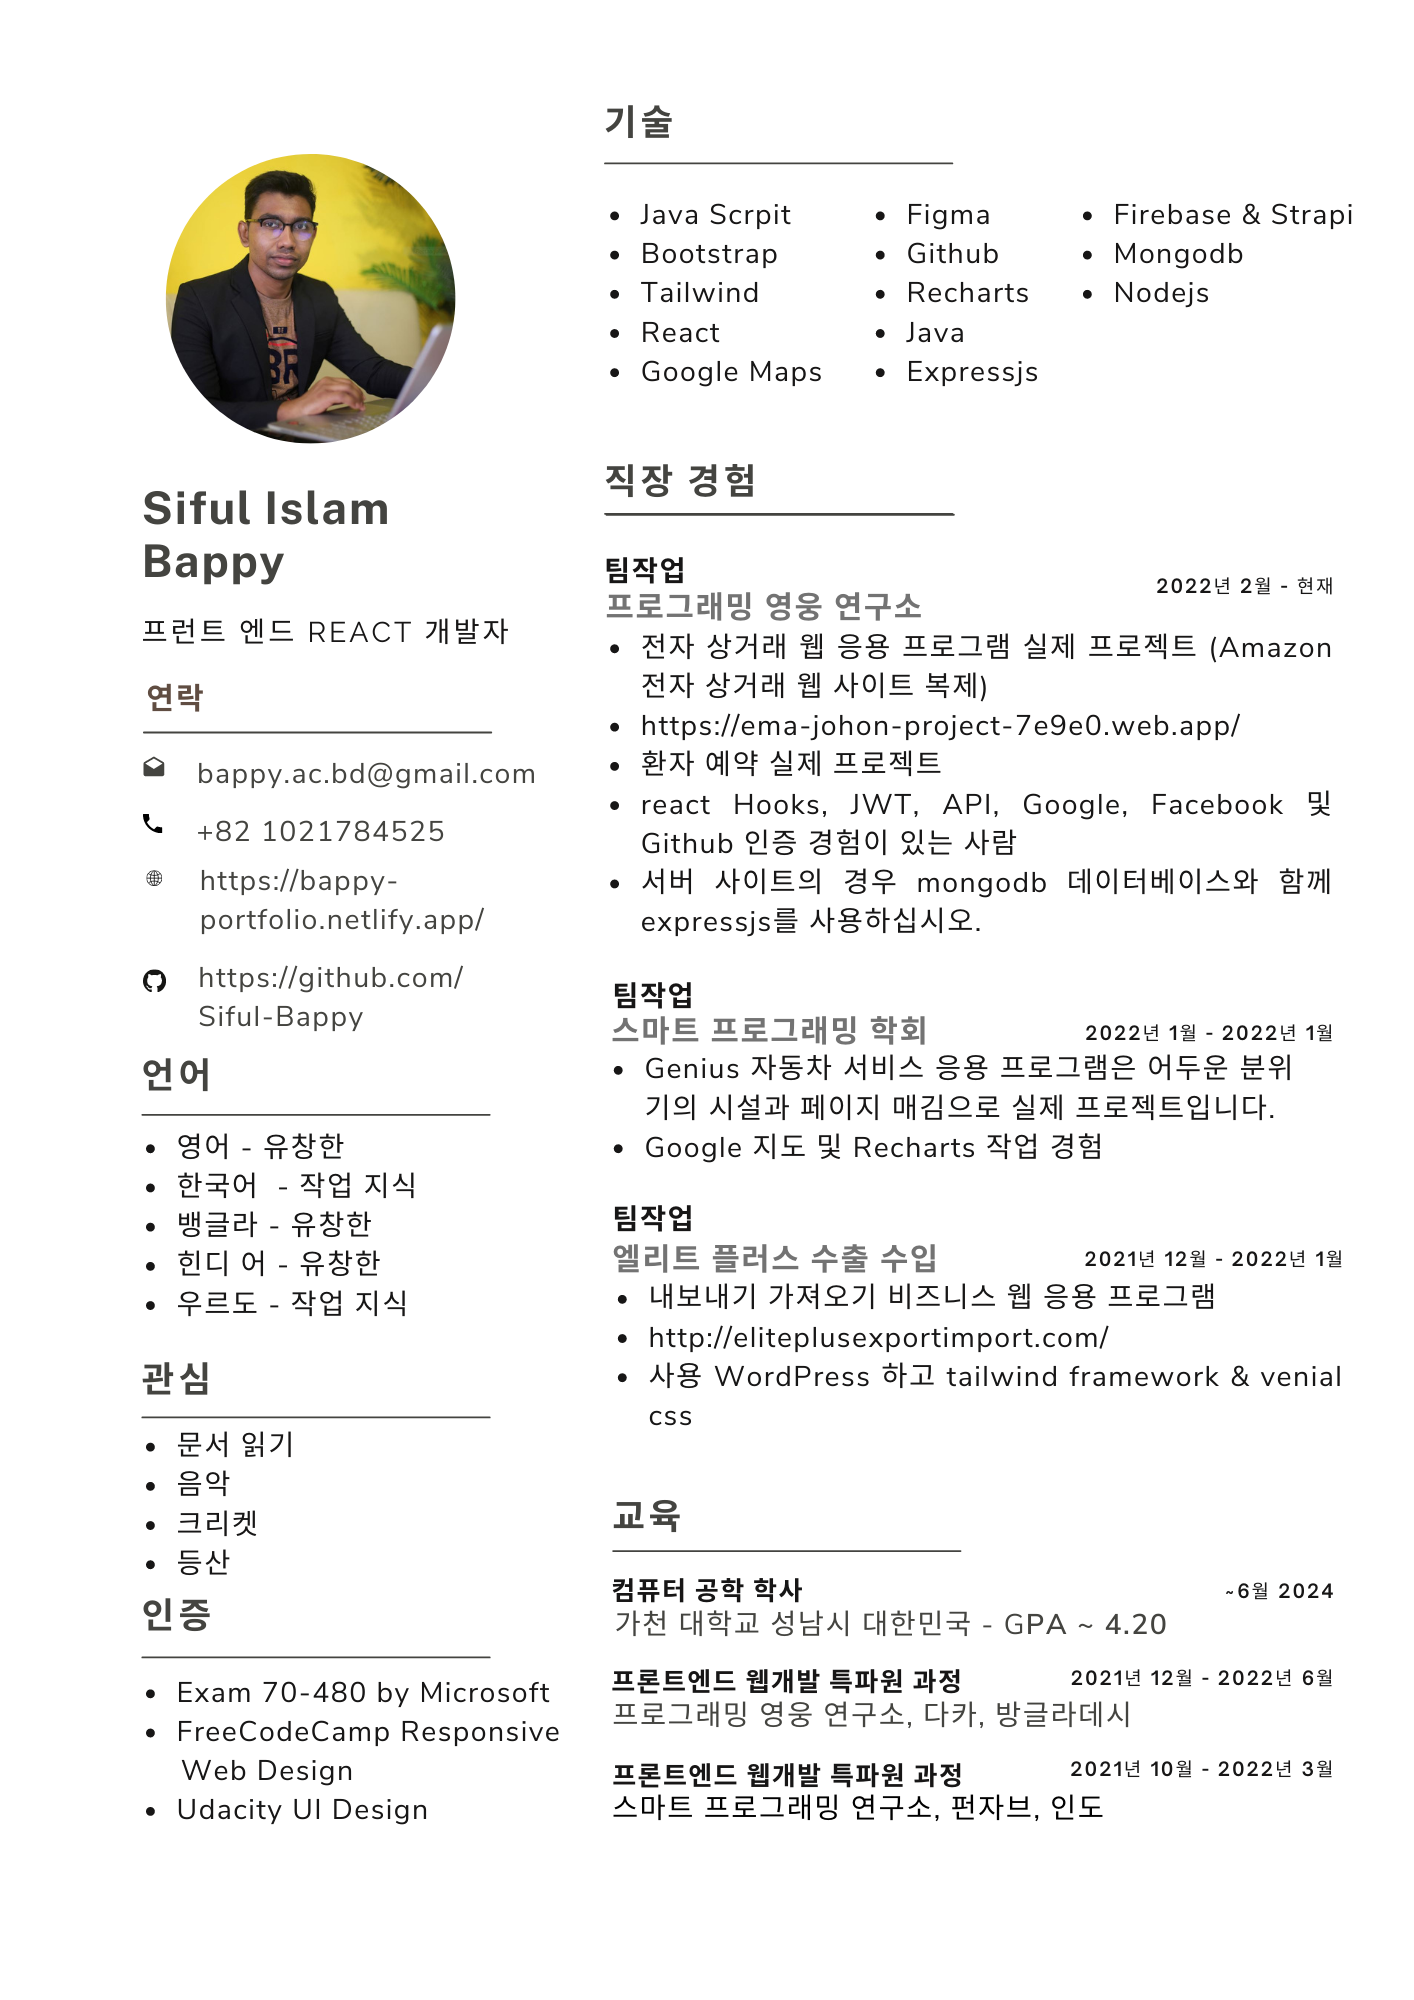 Siful Islam
Bappy
프런트 엔드 REACT 개발자
연락
bappy.ac.bd@gmail.com
+82 1021784525
https://bappy-
portfolio.netlify.app/
https://github.com/
Siful-Bappy
언어
• 영어 - 유창한
• 한국어  - 작업 지식
• 뱅글라 - 유창한
• 힌디 어 - 유창한
• 우르도 - 작업 지식
관심
• 문서 읽기
• 음악
• 크리켓
• 등산
인증
• Exam 70-480 by Microsoft
• FreeCodeCamp Responsive
Web Design
• Udacity UI Design
기술
• Java Scrpit
• Bootstrap
• Tailwind
• React
• Google Maps
• Figma
• Github
• Recharts
• Java
• Expressjs
• Firebase & Strapi
• Mongodb
• Nodejs
직장 경험
팀작업
프로그래밍 영웅 연구소
2022년 2월 - 현재
• 전자 상거래 웹 응용 프로그램 실제 프로젝트 (Amazon
전자 상거래 웹 사이트 복제)
• https://ema-johon-project-7e9e0.web.app/
• 환자 예약 실제 프로젝트
• react Hooks, JWT, API, Google, Facebook 및
Github 인증 경험이 있는 사람
• 서버 사이트의 경우 mongodb 데이터베이스와 함께
expressjs를 사용하십시오.
팀작업
스마트 프로그래밍 학회
2022년 1월 - 2022년 1월
• Genius 자동차 서비스 응용 프로그램은 어두운 분위
기의 시설과 페이지 매김으로 실제 프로젝트입니다.
• Google 지도 및 Recharts 작업 경험
팀작업
엘리트 플러스 수출 수입
2021년 12월 - 2022년 1월
• 내보내기 가져오기 비즈니스 웹 응용 프로그램
• http://eliteplusexportimport.com/
• 사용 WordPress 하고 tailwind framework & venial
css
교육
컴퓨터 공학 학사
~6월 2024
가천 대학교 성남시 대한민국 - GPA ~ 4.20
프론트엔드 웹개발 특파원 과정
2021년 12월 - 2022년 6월
프로그래밍 영웅 연구소, 다카, 방글라데시
프론트엔드 웹개발 특파원 과정
2021년 10월 - 2022년 3월
스마트 프로그래밍 연구소, 펀자브, 인도